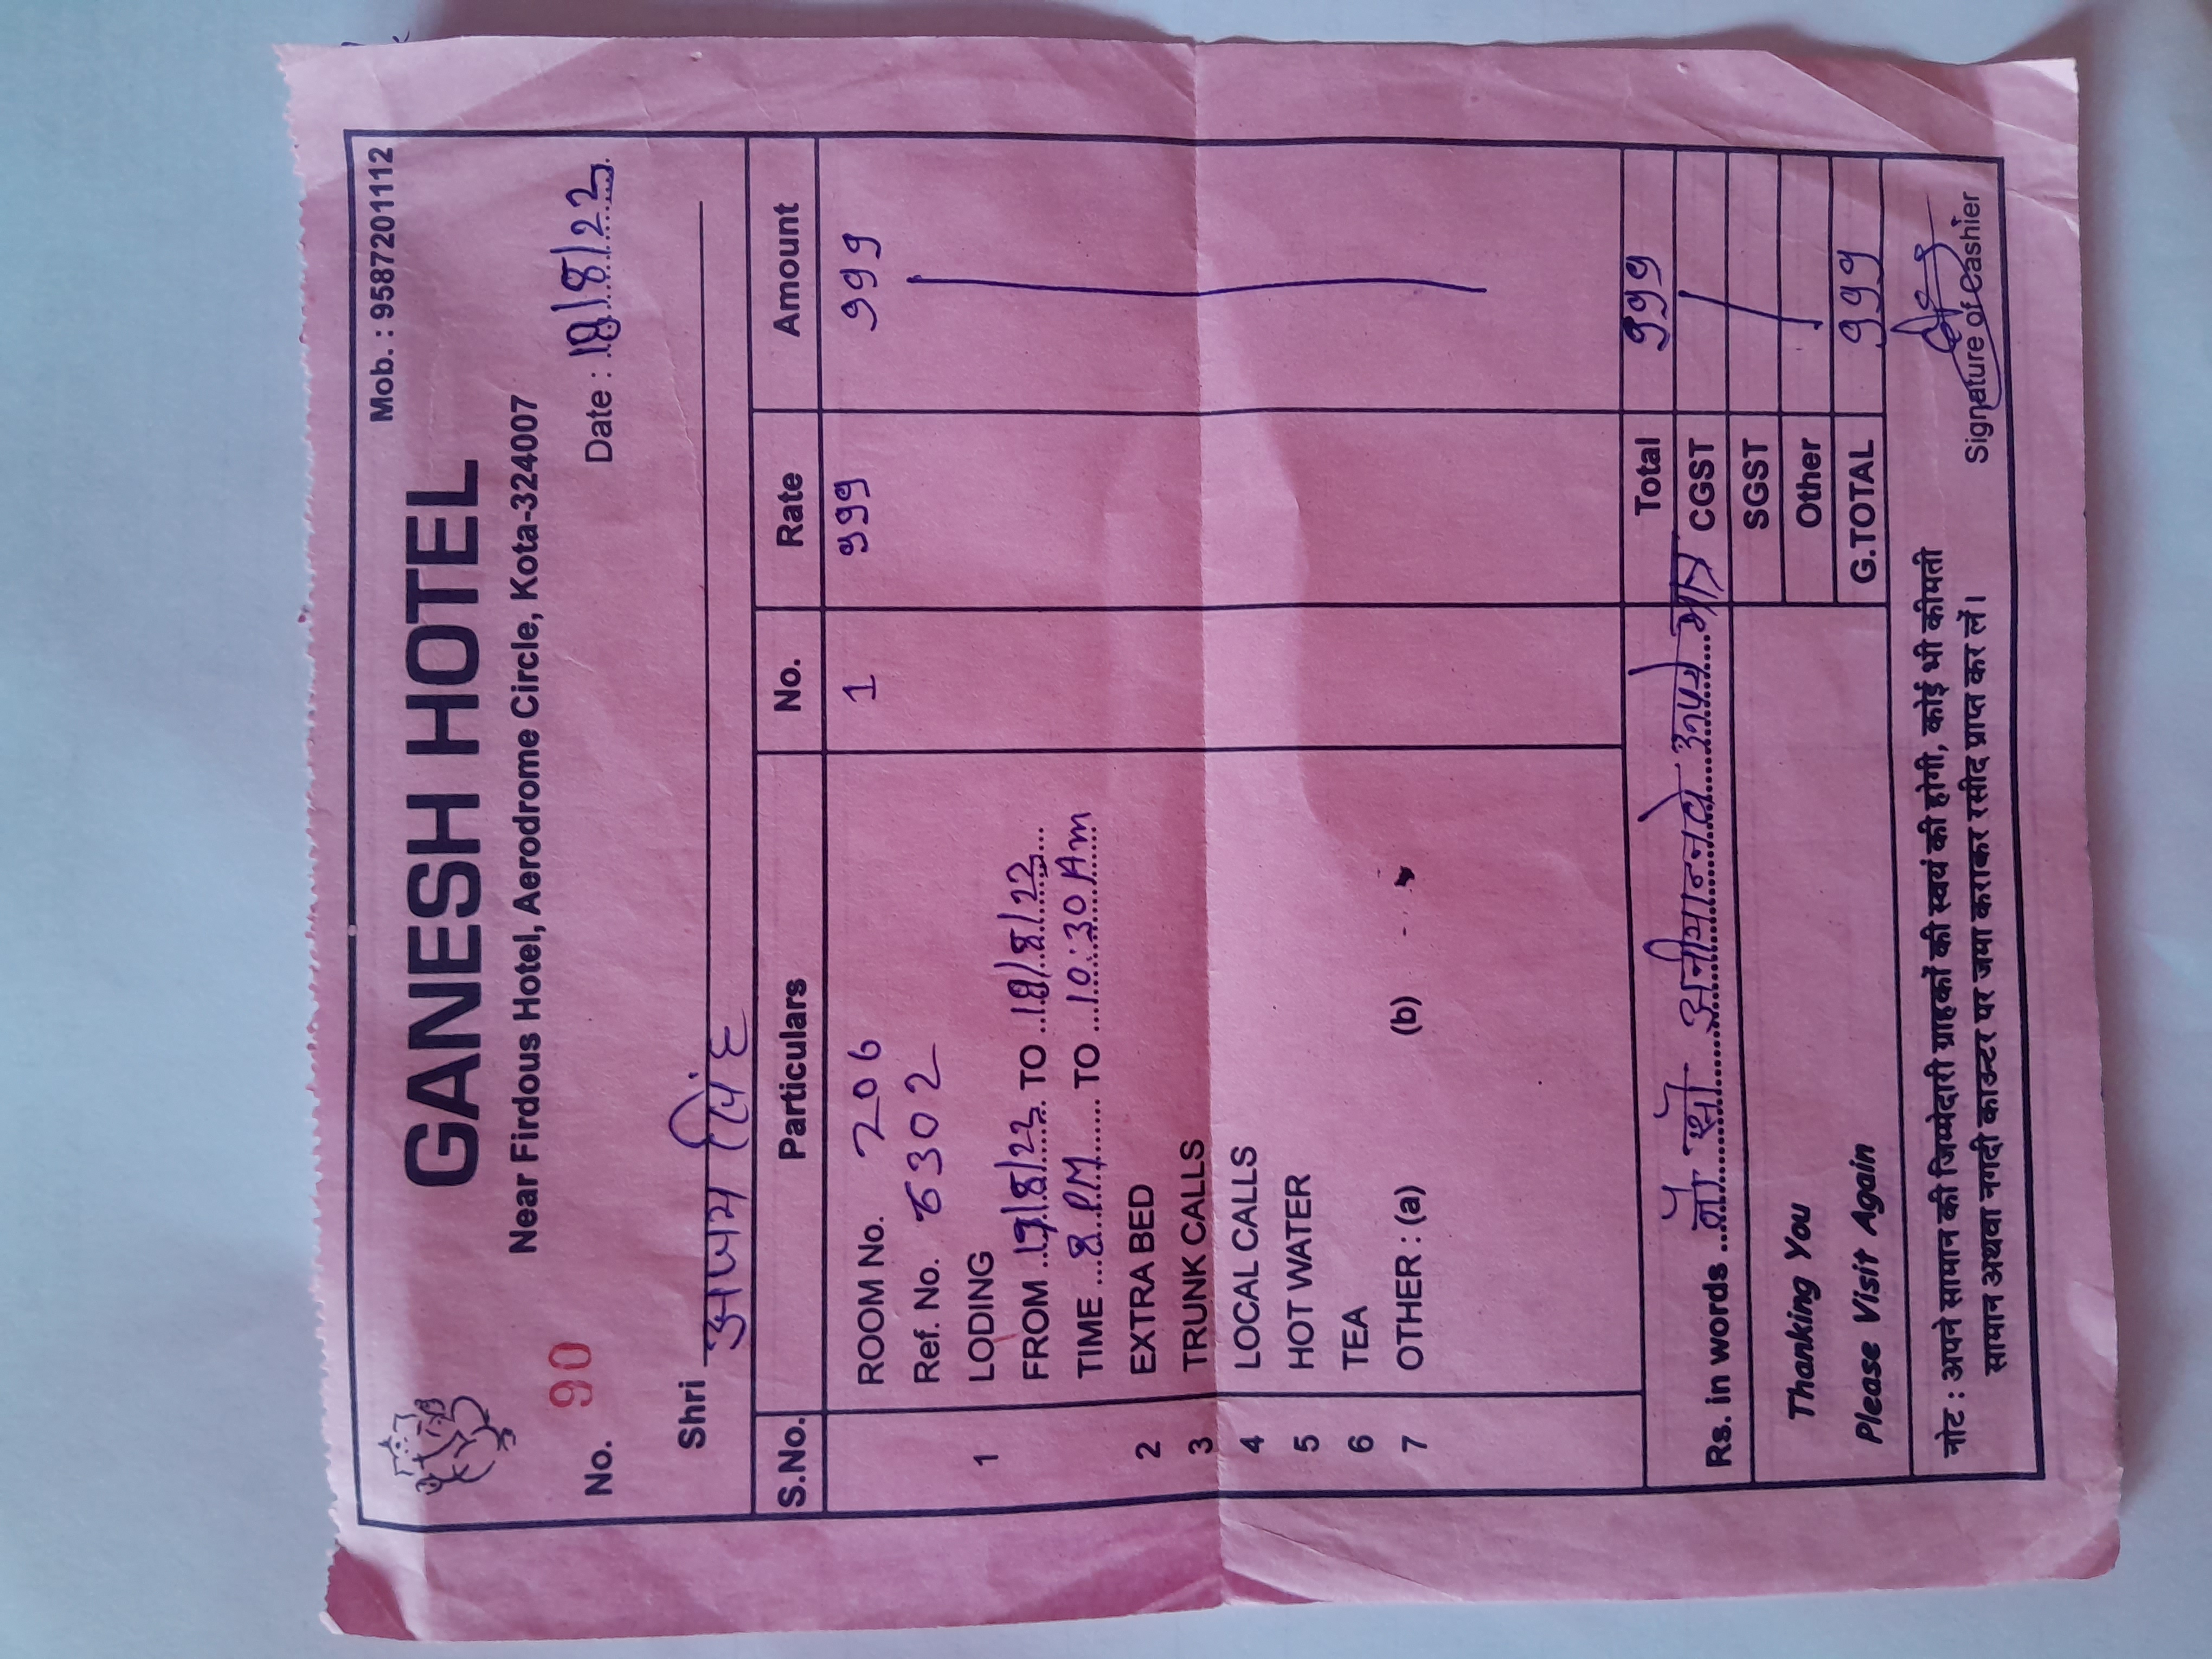 Mob. : 9587201112
GANESH HOTEL
Near Firdous Hotel, Aerodrome Circle, Kota-324007
No. 90 Date : 18/8/22
Shri अजय सिंह
S.No. Particulars No. Rate Amount
ROOM No. 206 1 999 999
Ref. No. 6302
1 LODING
FROM 17/8/22 TO 18/8/22
TIME 8 PM TO 10:30 Am
2 EXTRA BED
3 TRUNK CALLS
4 LOCAL CALLS
5 HOT WATER
6 TEA
7 OTHER : (a) (b)
Total 999
Rs. in words नौ सो रुपये मात्र
CGST
SGST
Other
G.TOTAL 999
Thanking You
Please Visit Again
नोट : अपने सामान की जिम्मेदारी ग्राहकों की स्वयं की होगी, कोई भी कीमती
सामान अथवा नगदी काउन्टर पर जमा कराकर रसीद प्राप्त कर लें।
Signature of Cashier